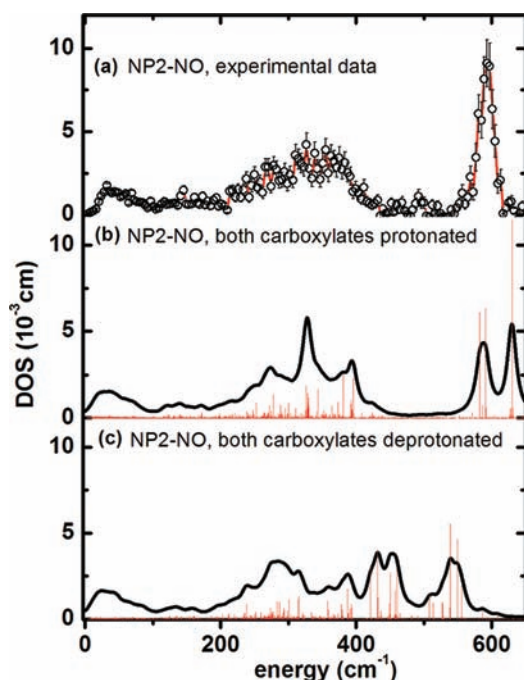 10
(a) NP2-NO, experimental data
5
0
10
(b) NP2-NO, both carboxylates protonated
5
0
10
(c) NP2-NO, both carboxylates deprotonated
5
0
DOS (10⁻³cm)
0 200 400 600
energy (cm⁻¹)